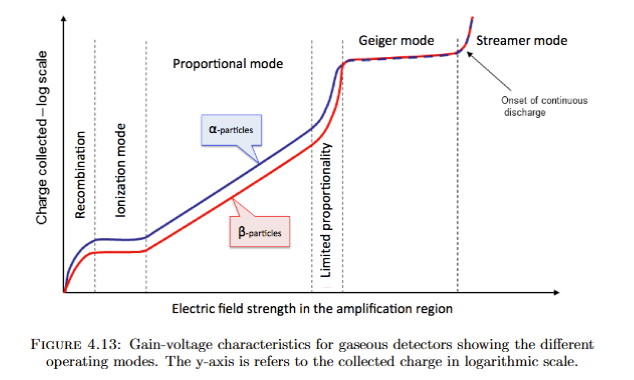 Geiger mode
Streamer mode
Proportional mode
Charge collected – log scale
Recombination
Ionization mode
α-particles
β-particles
Limited proportionality
Onset of continuous
discharge
Electric field strength in the amplification region
FIGURE 4.13: Gain-voltage characteristics for gaseous detectors showing the different
operating modes. The y-axis is refers to the collected charge in logarithmic scale.